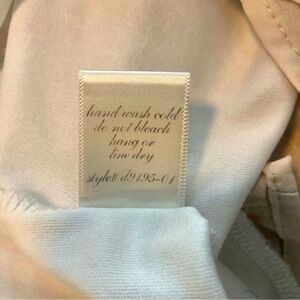 hand wash cold
do not bleach
hang or
line dry
style# d9195-01